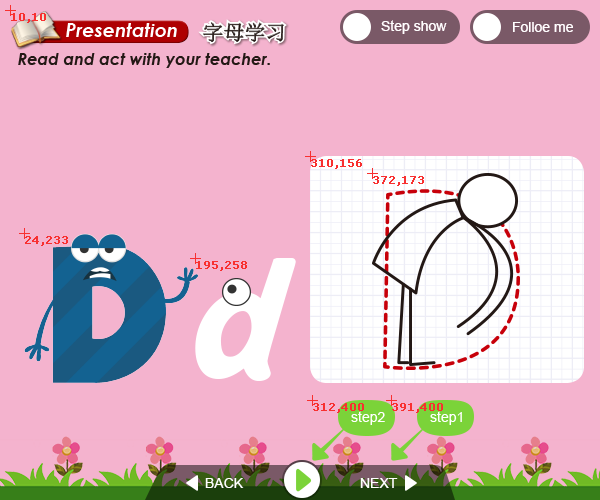 10,10
Presentation 字母学习
Step show
Folloe me
Read and act with your teacher.
310,156
372,173
24,233
195,258
D d
312,400
391,400
step2
step1
BACK
NEXT